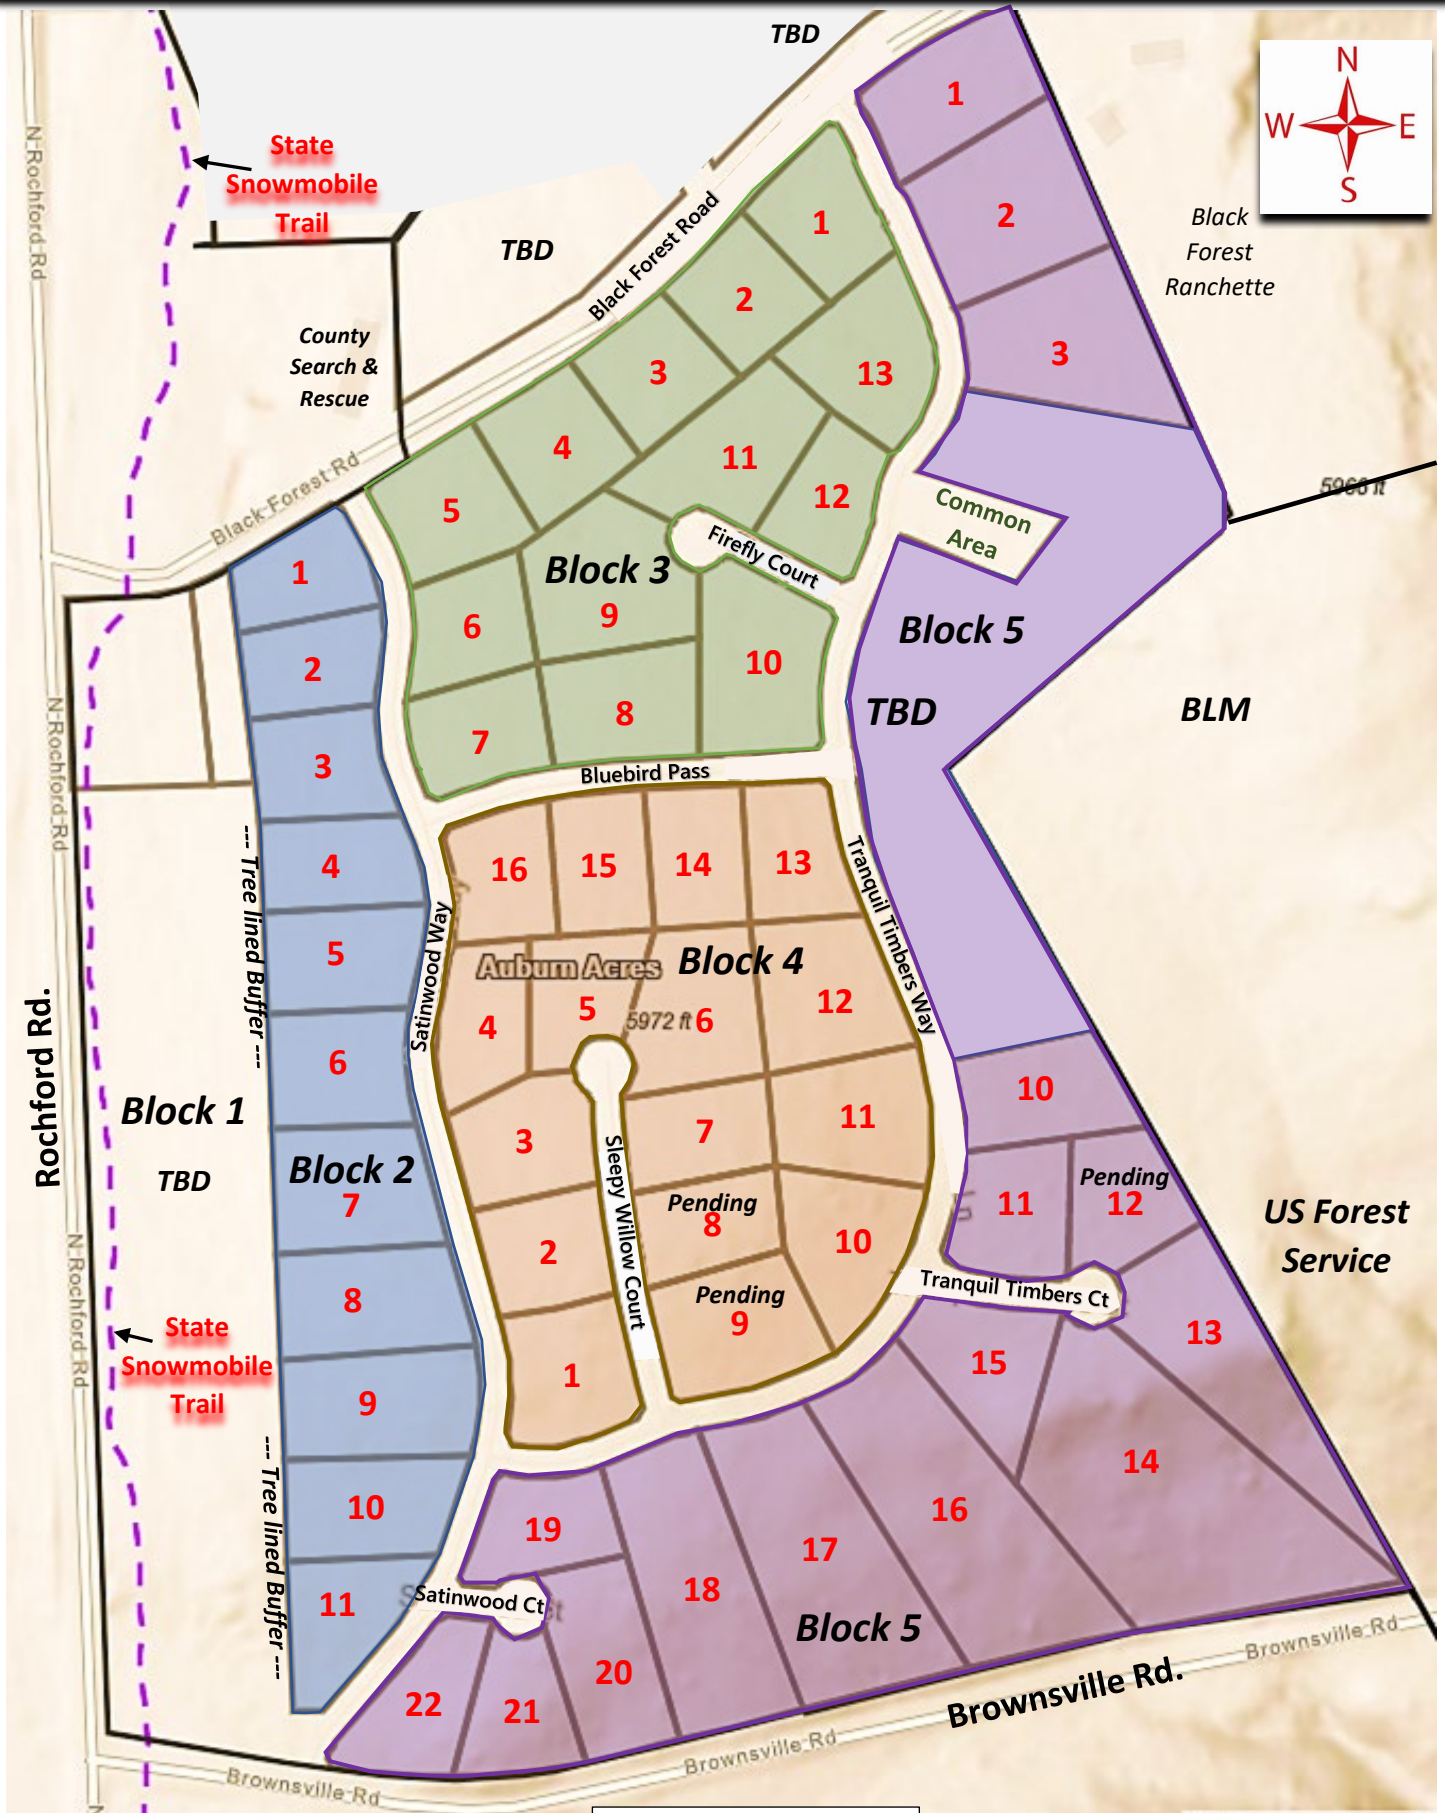 TBD
N
W E
S
State
Snowmobile
Trail
N Rochford Rd
TBD
Black Forest Road
Black
Forest
Ranchette
County
Search &
Rescue
Black Forest Rd
5966 ft
1
2
3
1
2
3
4
5
13
11
12
Common
Area
Firefly Court
Block 3
6
9
10
7
8
Block 5
TBD
BLM
Bluebird Pass
1
2
3
4
5
6
Block 2
7
8
9
10
11
N Rochford Rd
--- Tree lined Buffer ---
Satinwood Way
16
15
14
13
Tranquil Timbers Way
Auburn Acres
Block 4
4
5
5972 ft
6
12
3
7
11
Sleepy Willow Court
2
Pending
8
10
Pending
9
1
Rochford Rd.
Block 1
TBD
N Rochford Rd
State
Snowmobile
Trail
--- Tree lined Buffer ---
10
11
Pending
12
US Forest
Service
Tranquil Timbers Ct
13
15
14
16
17
18
19
Satinwood Ct
Block 5
20
21
22
Brownsville Rd
Brownsville Rd.
Brownsville Rd
Brownsville Rd
N